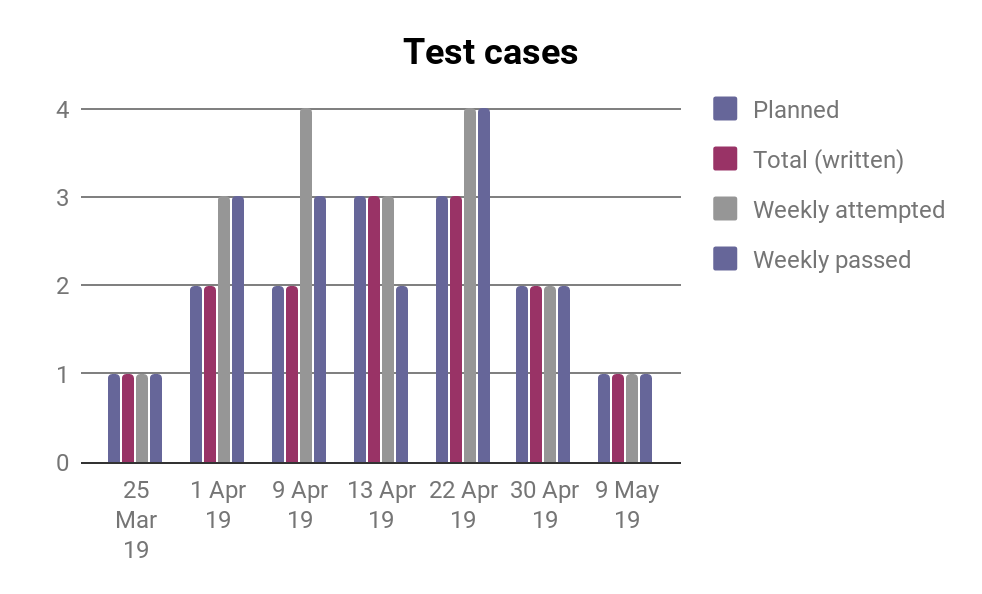 Test cases
4
3
2
1
0
Planned
Total (written)
Weekly attempted
Weekly passed
25 Mar 19
1 Apr 19
9 Apr 19
13 Apr 19
22 Apr 19
30 Apr 19
9 May 19